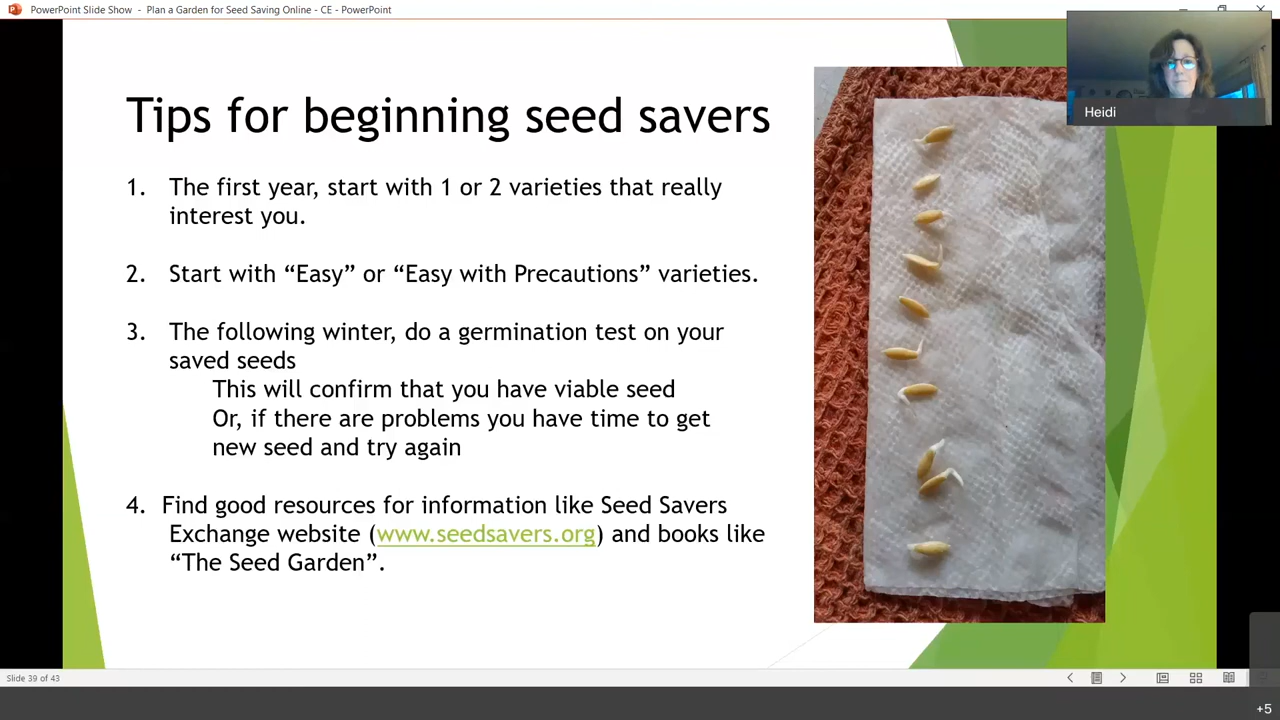 PowerPoint Slide Show - Plan a Garden for Seed Saving Online - CE - PowerPoint
Heidi
Tips for beginning seed savers
1. The first year, start with 1 or 2 varieties that really
interest you.
2. Start with “Easy” or “Easy with Precautions” varieties.
3. The following winter, do a germination test on your
saved seeds
This will confirm that you have viable seed
Or, if there are problems you have time to get
new seed and try again
4. Find good resources for information like Seed Savers
Exchange website (www.seedsavers.org) and books like
“The Seed Garden”.
Slide 39 of 43
+5